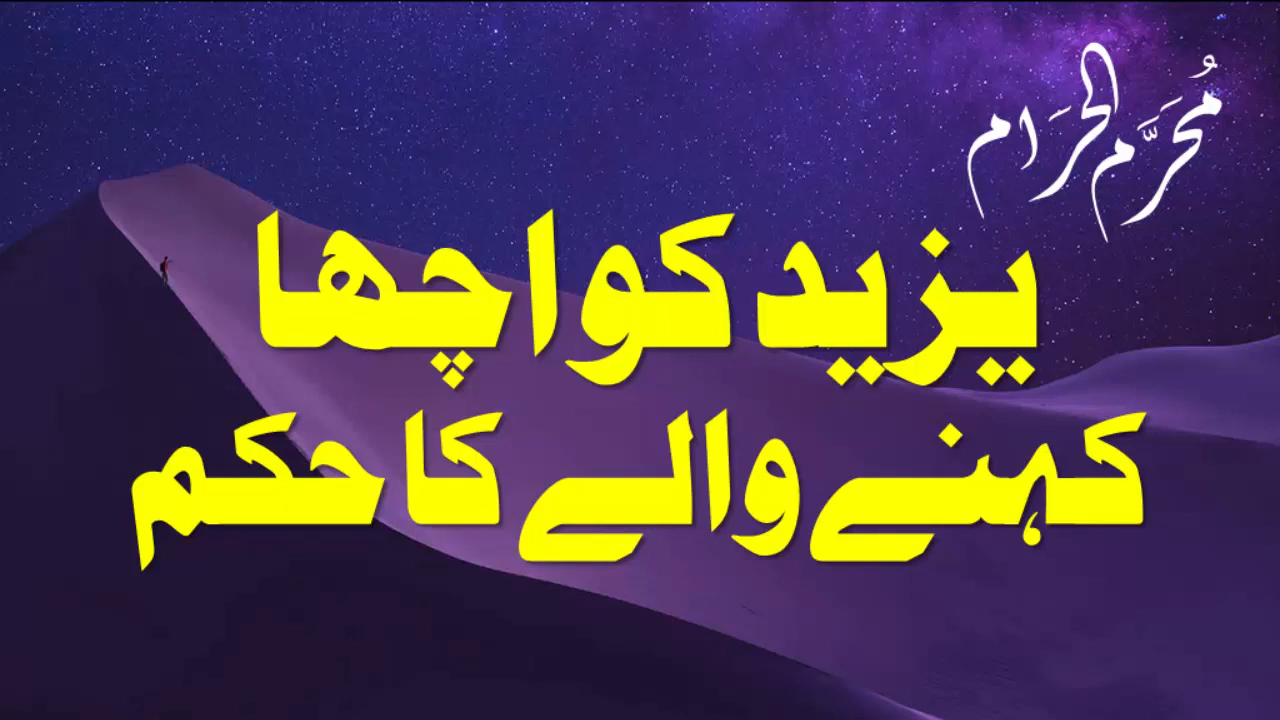 مُحَرَّم الحَرَام
یزید کو اچھا
کہنے والے کا حکم